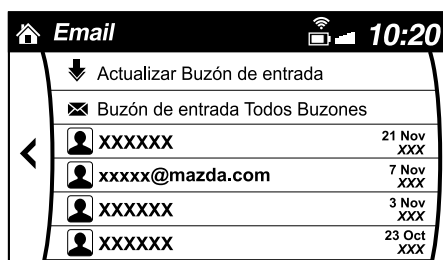 Email 10:20
Actualizar Buzón de entrada
Buzón de entrada Todos Buzones
XXXXXX 21 Nov
XXX
xxxxx@mazda.com 7 Nov
XXX
XXXXXX 3 Nov
XXX
XXXXXX 23 Oct
XXX